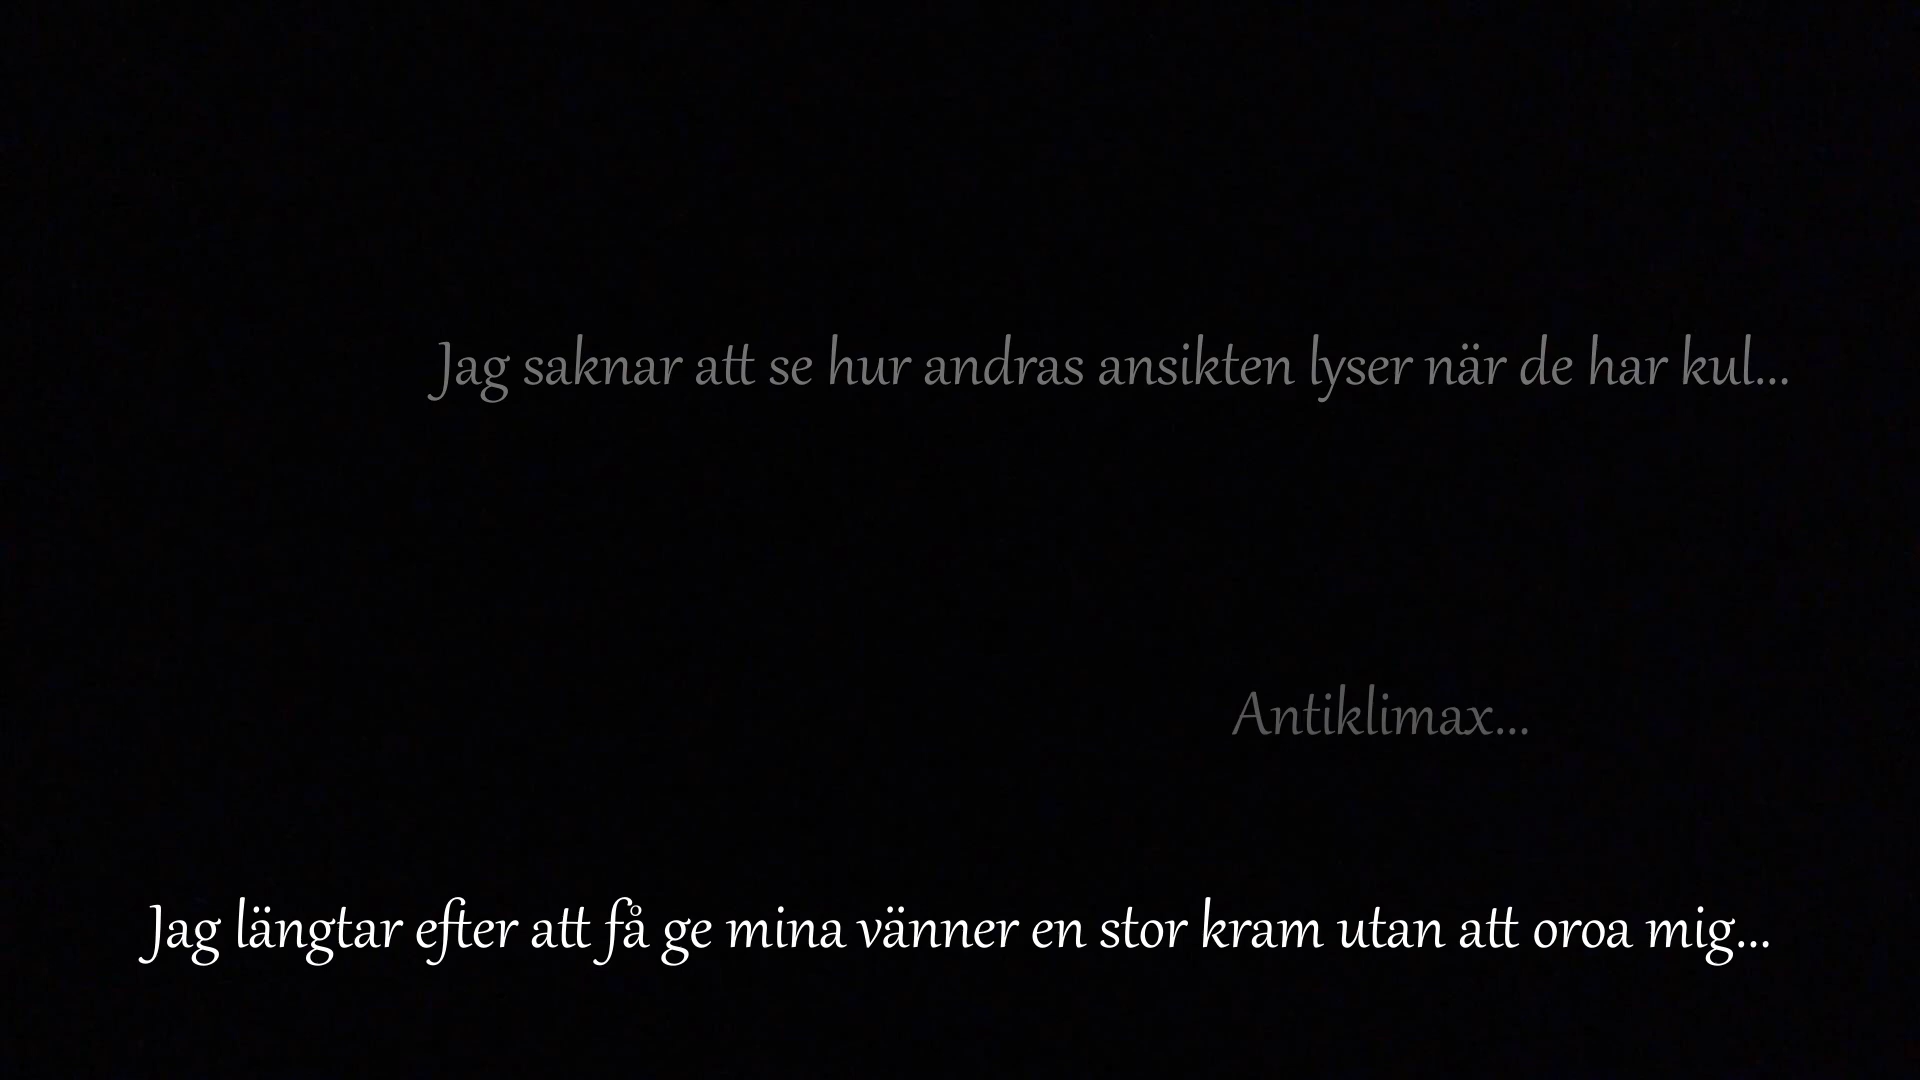 Jag saknar att se hur andras ansikten lyser när de har kul...
Antiklimax...
Jag längtar efter att få ge mina vänner en stor kram utan att oroa mig...